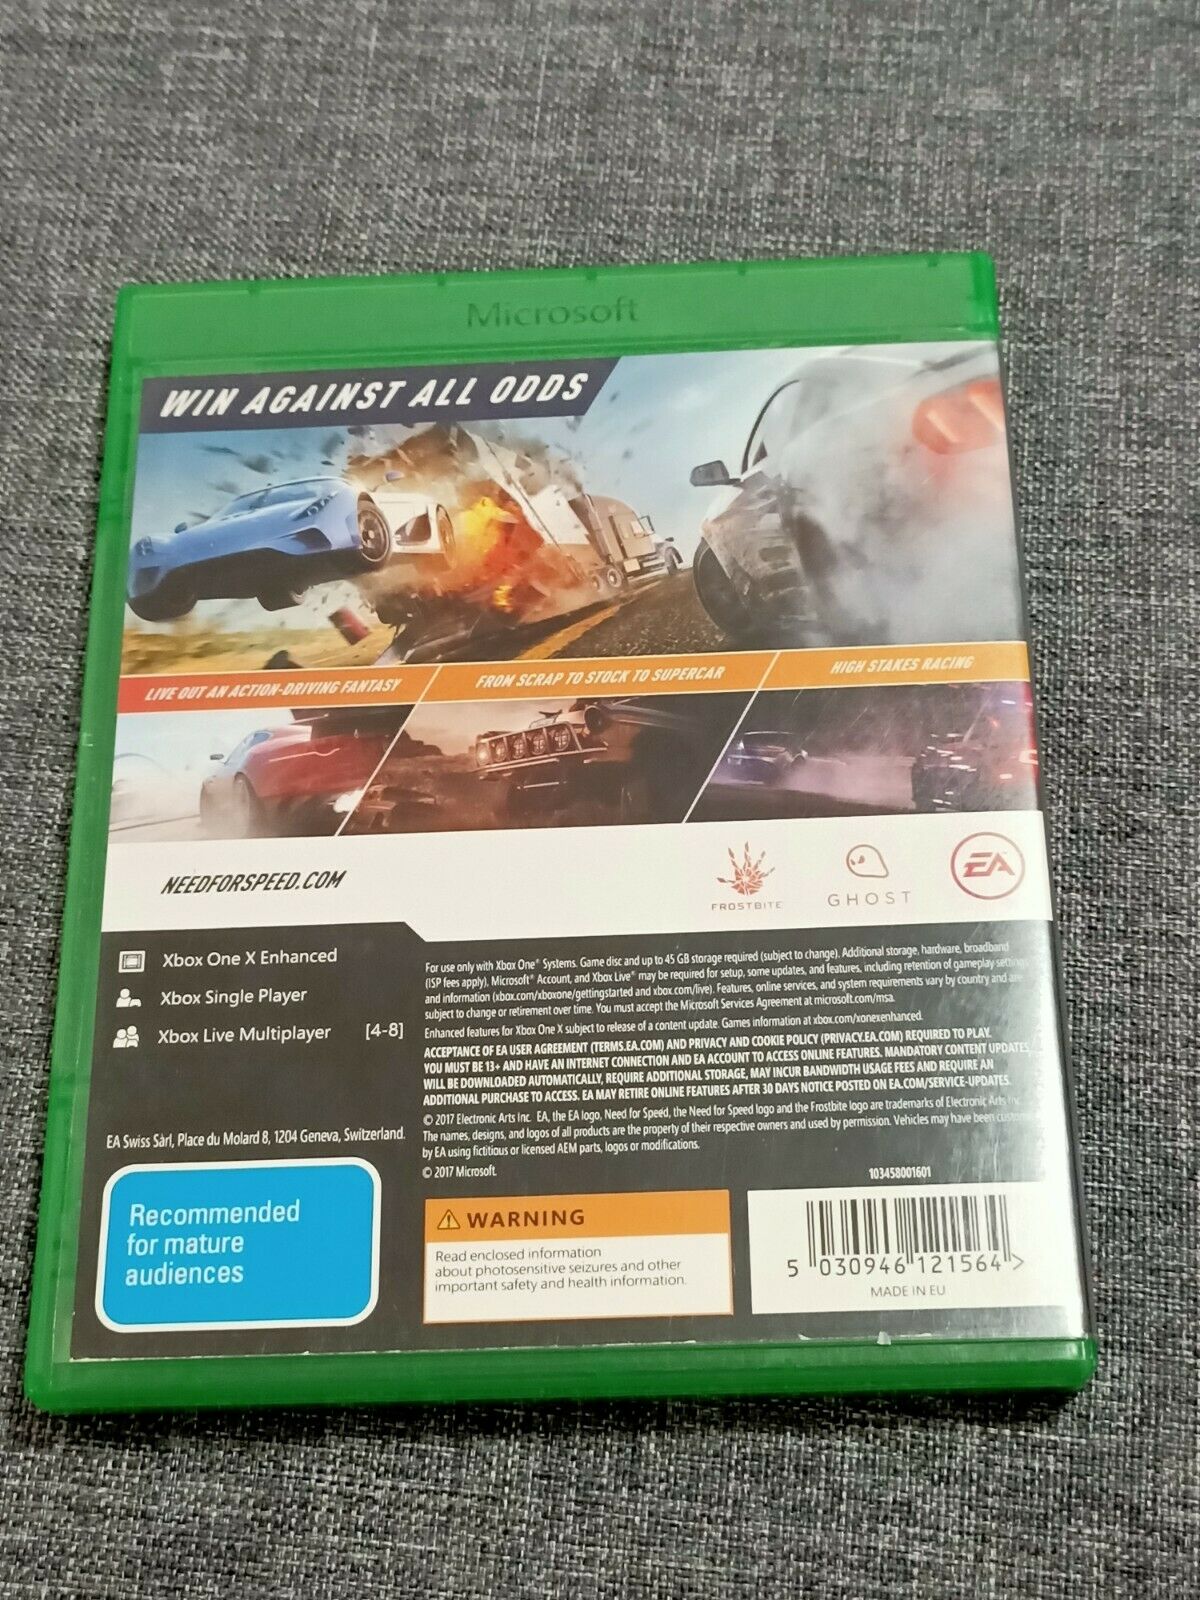 Microsoft
WIN AGAINST ALL ODDS
LIVE OUT AN ACTION-DRIVING FANTASY
FROM SCRAP TO STOCK TO SUPERCAR
HIGH STAKES RACING
NEEDFORSPEED.COM
FROSTBITE
GHOST
EA
Xbox One X Enhanced
Xbox Single Player
Xbox Live Multiplayer [4-8]
EA Swiss Sàrl, Place du Molard 8, 1204 Geneva, Switzerland.
For use only with Xbox One® Systems. Game disc and up to 45 GB storage required (subject to change). Additional storage, hardware, broadband
(ISP fees apply), Microsoft® Account, and Xbox Live® may be required for setup, some updates, and features, including retention of gameplay settings
and information (xbox.com/xboxone/gettingstarted and xbox.com/live). Features, online services, and system requirements vary by country and are
subject to change or retirement over time. You must accept the Microsoft Services Agreement at microsoft.com/msa.
Enhanced features for Xbox One X subject to release of a content update. Games information at xbox.com/xonexenhanced.
ACCEPTANCE OF EA USER AGREEMENT (TERMS.EA.COM) AND PRIVACY AND COOKIE POLICY (PRIVACY.EA.COM) REQUIRED TO PLAY.
YOU MUST BE 13+ AND HAVE AN INTERNET CONNECTION AND EA ACCOUNT TO ACCESS ONLINE FEATURES. MANDATORY CONTENT UPDATES
WILL BE DOWNLOADED AUTOMATICALLY, REQUIRE ADDITIONAL STORAGE, MAY INCUR BANDWIDTH USAGE FEES AND REQUIRE AN
ADDITIONAL PURCHASE TO ACCESS. EA MAY RETIRE ONLINE FEATURES AFTER 30 DAYS NOTICE POSTED ON EA.COM/SERVICE-UPDATES.
© 2017 Electronic Arts Inc. EA, the EA logo, Need for Speed, the Need for Speed logo and the Frostbite logo are trademarks of Electronic Arts Inc.
The names, designs, and logos of all products are the property of their respective owners and used by permission. Vehicles may have been
by EA using fictitious or licensed AEM parts, logos or modifications.
© 2017 Microsoft.
103458001601
Recommended
for mature
audiences
WARNING
Read enclosed information
about photosensitive seizures and other
important safety and health information.
5 030946 121564 >
MADE IN EU